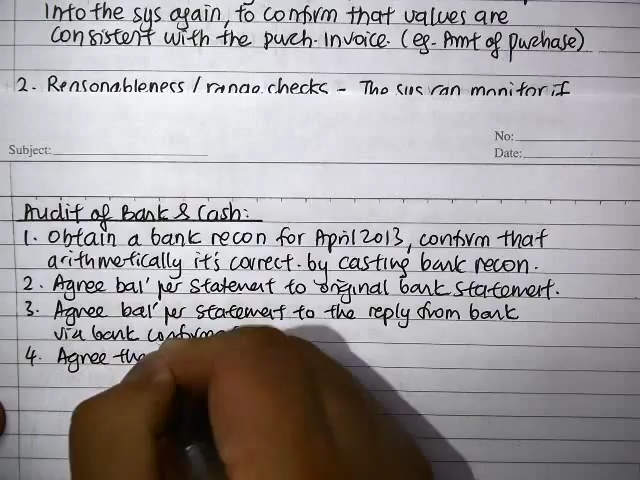 into the sys again, to confirm that values are
consistent with the purch. invoice. (eg. Amt of purchase)
2. Reasonableness / range checks - The sys can monitor if
No:
Subject:
Date:
Audit of Bank & Cash:
1. Obtain a bank recon for April 2013, confirm that
arithmetically it's correct. by casting bank recon.
2. Agree bal' per statement to original bank statement.
3. Agree bal' per statement to the reply from bank
via bank
4. Agree the